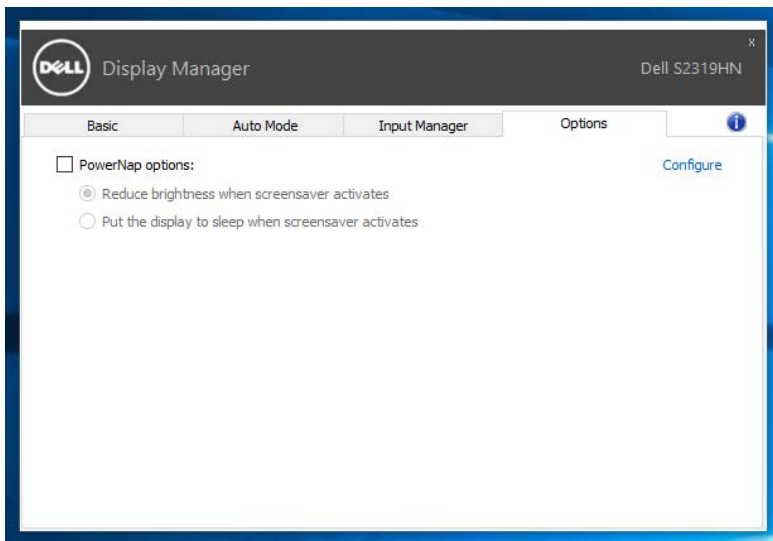 x
DELL Display Manager Dell S2319HN
Basic Auto Mode Input Manager Options i
PowerNap options: Configure
Reduce brightness when screensaver activates
Put the display to sleep when screensaver activates